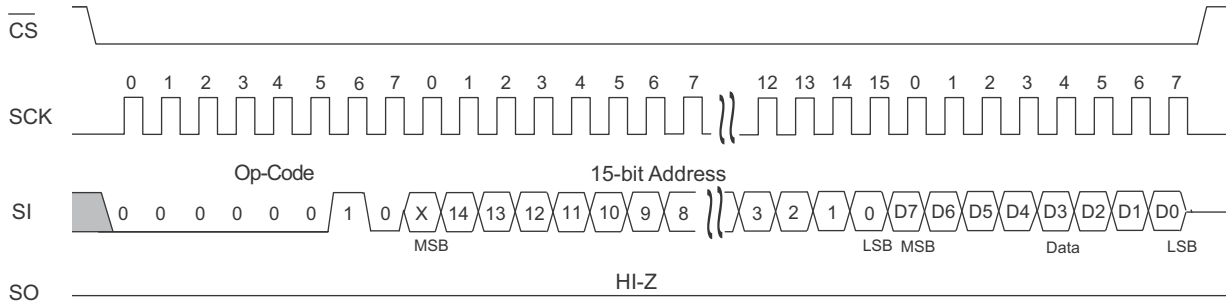 CS
0 1 2 3 4 5 6 7 0 1 2 3 4 5 6 7 12 13 14 15 0 1 2 3 4 5 6 7
SCK
Op-Code 15-bit Address
SI 0 0 0 0 0 0 1 0 X 14 13 12 11 10 9 8 3 2 1 0 D7 D6 D5 D4 D3 D2 D1 D0
MSB LSB MSB Data LSB
HI-Z
SO